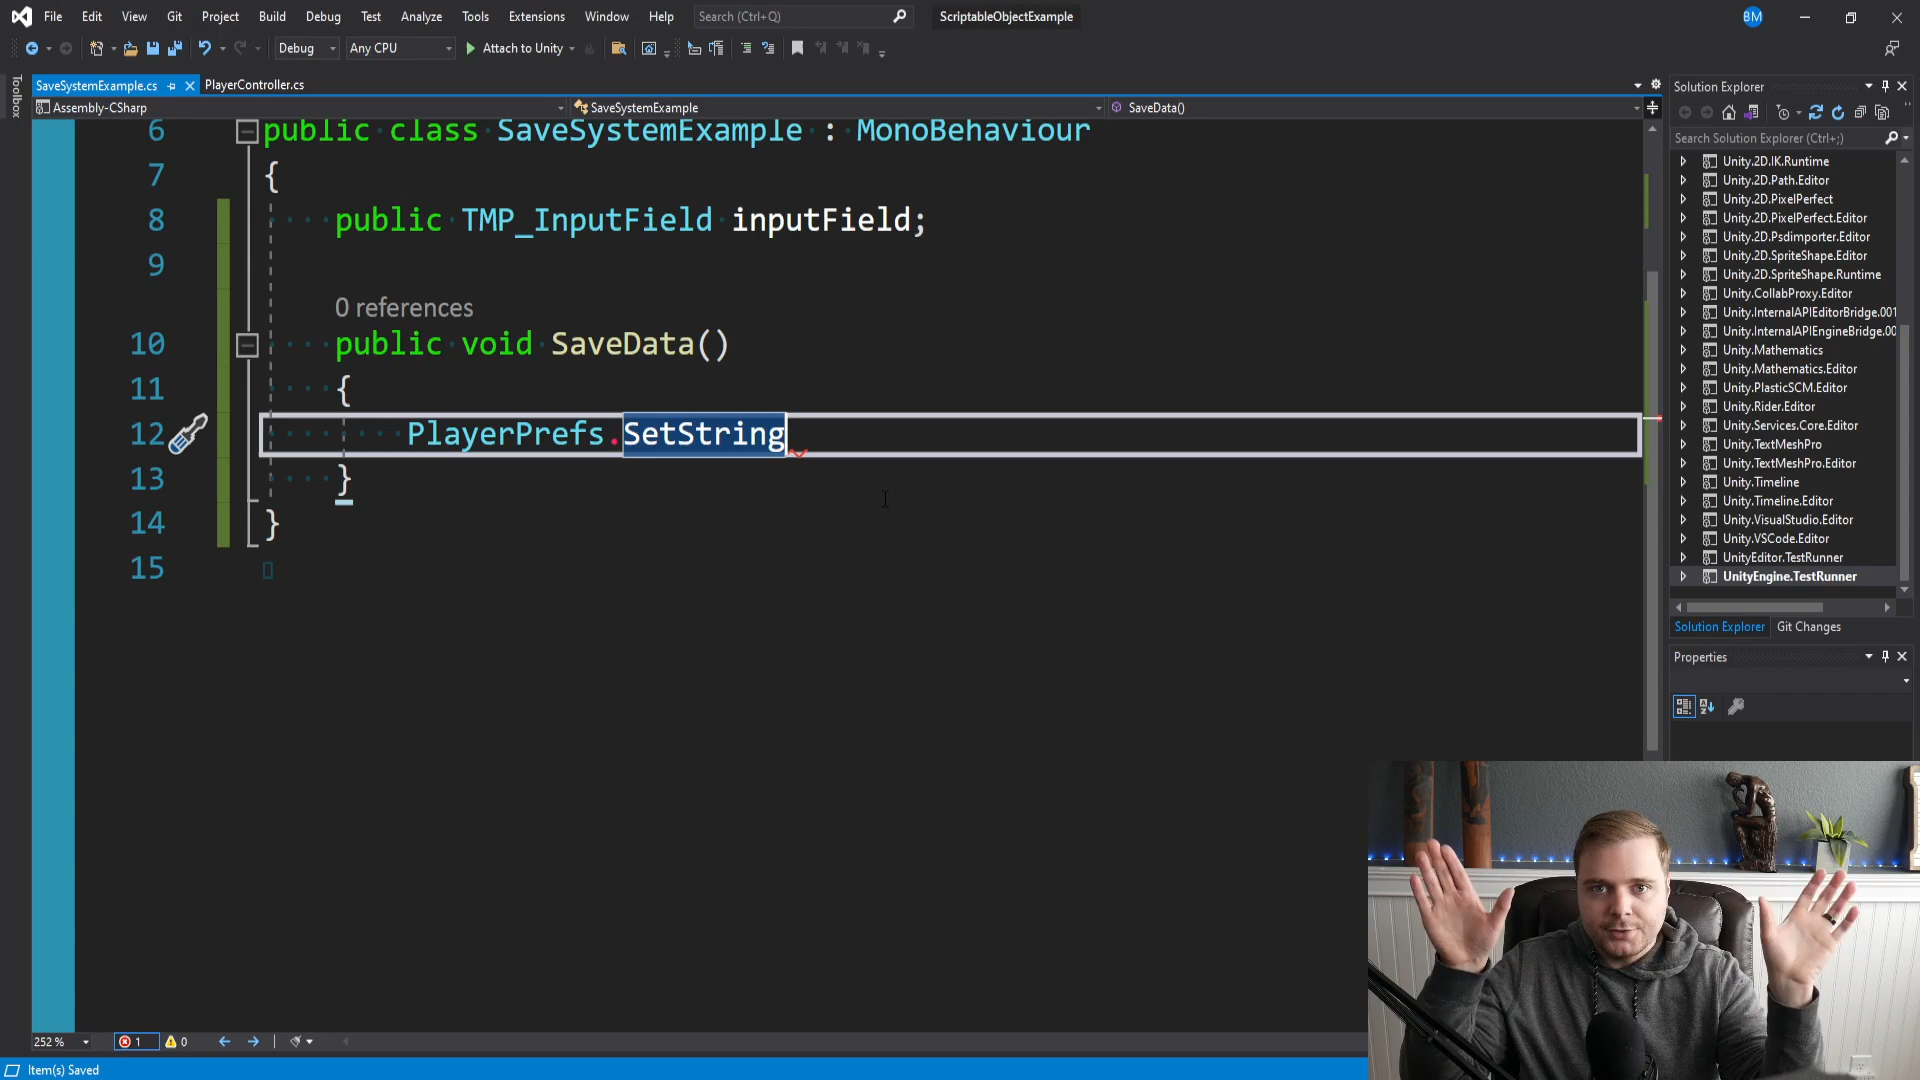 File Edit View Git Project Build Debug Test Analyze Tools Extensions Window Help Search (Ctrl+Q) ScriptableObjectExample BM
Debug Any CPU Attach to Unity
Toolbox
SaveSystemExample.cs PlayerController.cs
Assembly-CSharp SaveSystemExample SaveData()
6 public class SaveSystemExample : MonoBehaviour
7 {
8 public TMP_InputField inputField;
9
0 references
10 public void SaveData()
11 {
12 PlayerPrefs.SetString
13 }
14 }
15
Solution Explorer
Search Solution Explorer (Ctrl+;)
Unity.2D.IK.Runtime
Unity.2D.Path.Editor
Unity.2D.PixelPerfect
Unity.2D.PixelPerfect.Editor
Unity.2D.Psdimporter.Editor
Unity.2D.SpriteShape.Editor
Unity.2D.SpriteShape.Runtime
Unity.CollabProxy.Editor
Unity.InternalAPIEditorBridge.001
Unity.InternalAPIEngineBridge.00
Unity.Mathematics
Unity.Mathematics.Editor
Unity.PlasticSCM.Editor
Unity.Rider.Editor
Unity.Services.Core.Editor
Unity.TextMeshPro
Unity.TextMeshPro.Editor
Unity.Timeline
Unity.Timeline.Editor
Unity.VisualStudio.Editor
Unity.VSCode.Editor
UnityEditor.TestRunner
UnityEngine.TestRunner
Solution Explorer Git Changes
Properties
252 % 1 0
Item(s) Saved